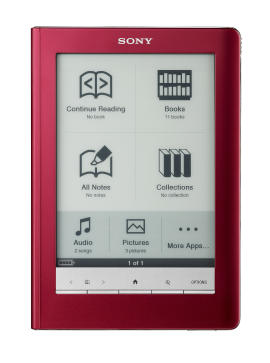 SONY
Continue Reading
No book
Books
11 books
All Notes
No notes
Collections
No collection
Audio
2 songs
Pictures
3 pictures
More Apps...
1 of 1
OPTIONS